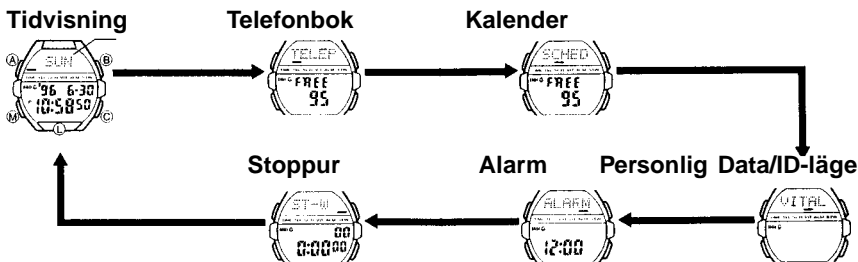 Tidvisning Telefonbok Kalender
SUN
A B
'96 6-30
10:58 50
M C
L
TELEP
FREE
95
SCHED
FREE
95
Stoppur Alarm Personlig Data/ID-läge
ST-W
00
0:00 00
ALARM
12:00
VITAL